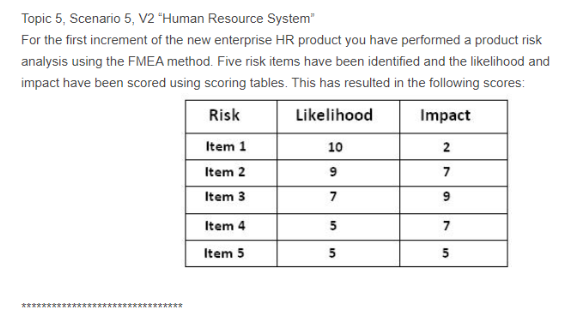 Topic 5, Scenario 5, V2 “Human Resource System”
For the first increment of the new enterprise HR product you have performed a product risk
analysis using the FMEA method. Five risk items have been identified and the likelihood and
impact have been scored using scoring tables. This has resulted in the following scores:
Risk Likelihood Impact
Item 1 10 2
Item 2 9 7
Item 3 7 9
Item 4 5 7
Item 5 5 5
********************************